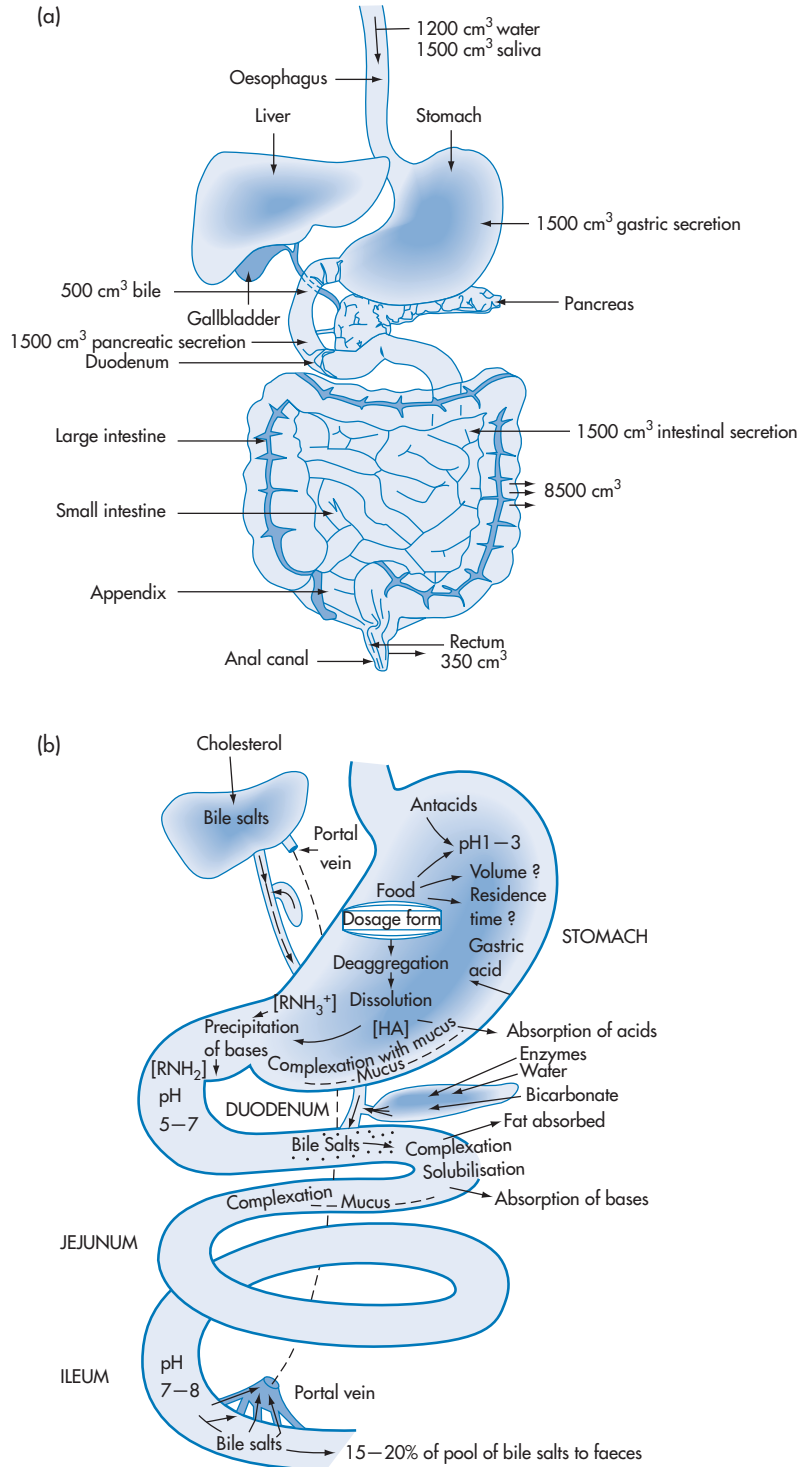 (a)
1200 cm³ water
1500 cm³ saliva
Oesophagus
Liver
Stomach
1500 cm³ gastric secretion
500 cm³ bile
Pancreas
Gallbladder
1500 cm³ pancreatic secretion
Duodenum
Large intestine
1500 cm³ intestinal secretion
8500 cm³
Small intestine
Appendix
Rectum
350 cm³
Anal canal
(b)
Cholesterol
Bile salts
Portal
vein
Antacids
pH1–3
Volume ?
Food
Residence
time ?
Dosage form
STOMACH
Gastric
acid
Deaggregation
Dissolution
[RNH₃⁺]
[HA]
Absorption of acids
Precipitation
of bases
Complexation with mucus
Mucus
[RNH₂]
pH
5–7
Enzymes
Water
Bicarbonate
DUODENUM
Fat absorbed
Bile Salts
Complexation
Solubilisation
Complexation
Mucus
Absorption of bases
JEJUNUM
ILEUM
pH
7–8
Portal vein
Bile salts
15–20% of pool of bile salts to faeces